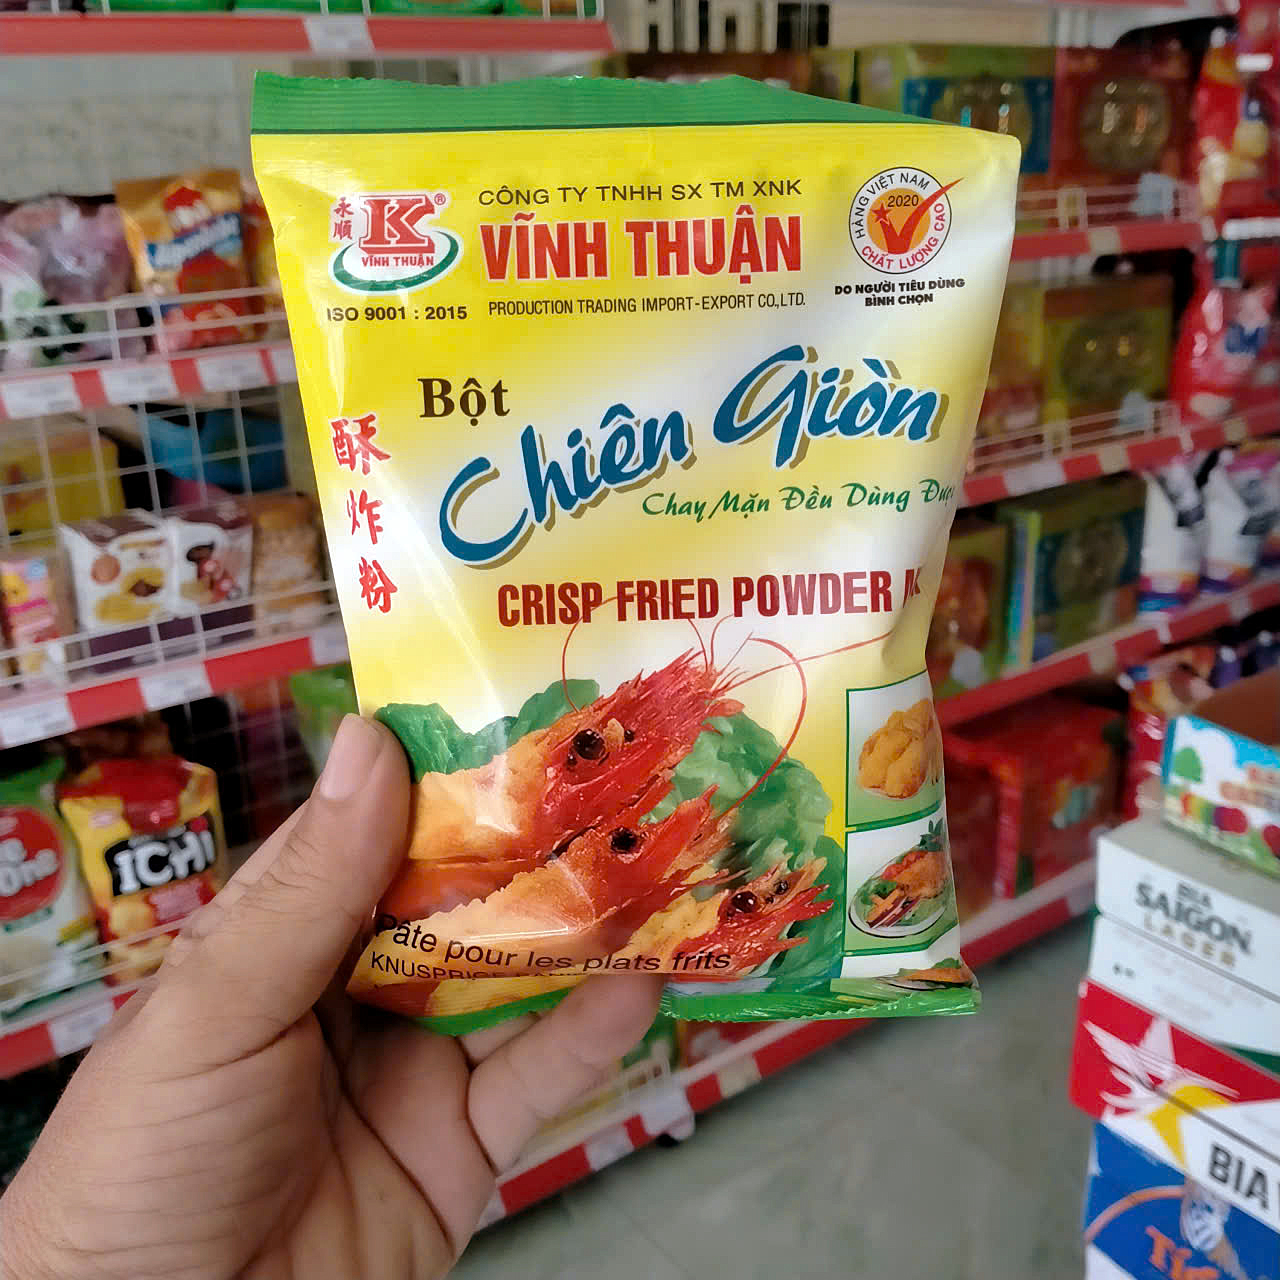 永順
K
®
VĨNH THUẬN
ISO 9001 : 2015
CÔNG TY TNHH SX TM XNK
VĨNH THUẬN
PRODUCTION TRADING IMPORT-EXPORT CO.,LTD.
HÀNG VIỆT NAM
2020
CHẤT LƯỢNG CAO
DO NGƯỜI TIÊU DÙNG
BÌNH CHỌN
Bột
Chiên Giòn
Chay Mặn Đều Dùng
酥炸粉
CRISP FRIED POWDER
Pâte pour les plats frits
ICHI
BIA
SAIGON
LAGER
BIA